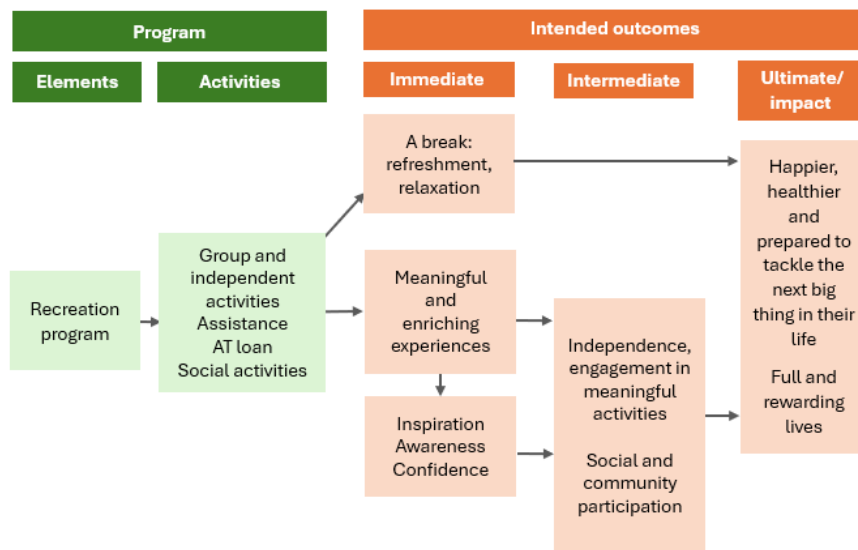 Program
Intended outcomes
Elements
Activities
Immediate
Intermediate
Ultimate/
impact
A break:
refreshment,
relaxation
Happier,
healthier
and
prepared to
tackle the
next big
thing in their
life
Full and
rewarding
lives
Group and
independent
activities
Assistance
AT loan
Social activities
Recreation
program
Meaningful
and
enriching
experiences
Independence,
engagement in
meaningful
activities
Social and
community
participation
Inspiration
Awareness
Confidence